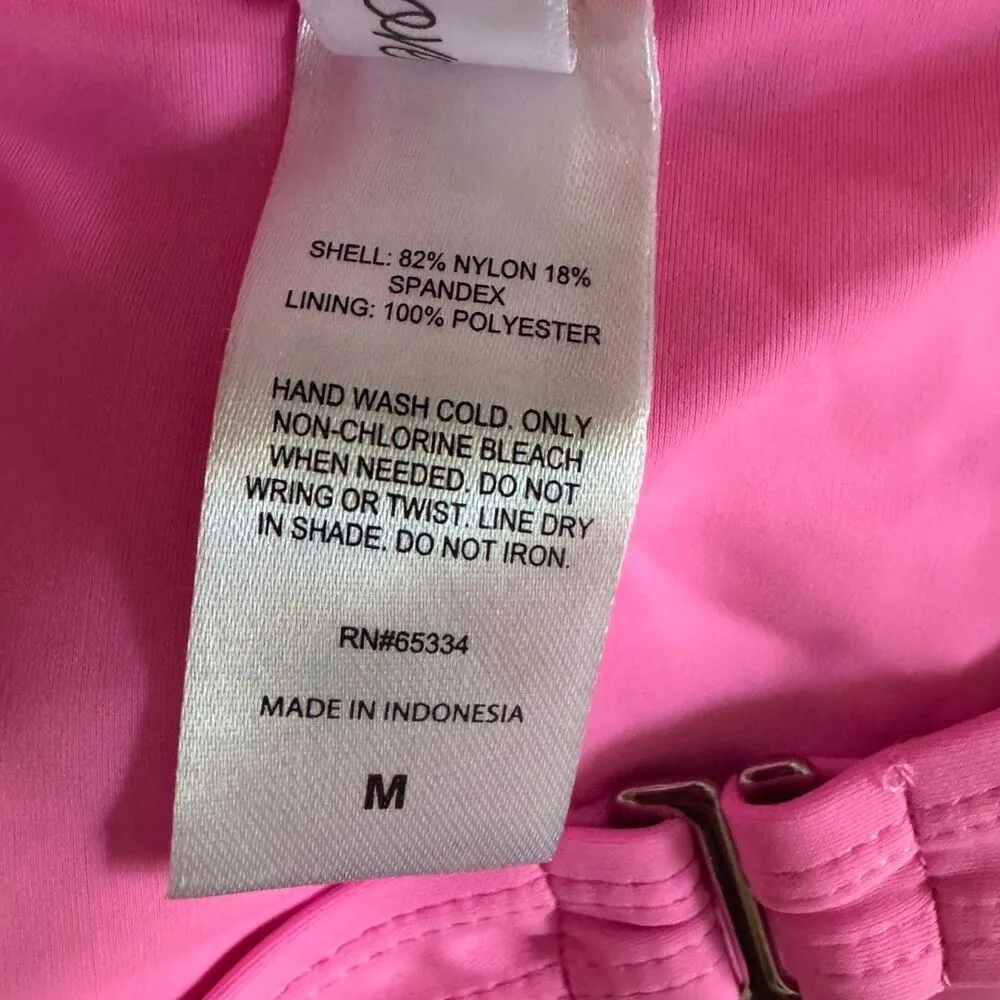 SHELL: 82% NYLON 18%
SPANDEX
LINING: 100% POLYESTER
HAND WASH COLD. ONLY
NON-CHLORINE BLEACH
WHEN NEEDED. DO NOT
WRING OR TWIST. LINE DRY
IN SHADE. DO NOT IRON.
RN#65334
MADE IN INDONESIA
M